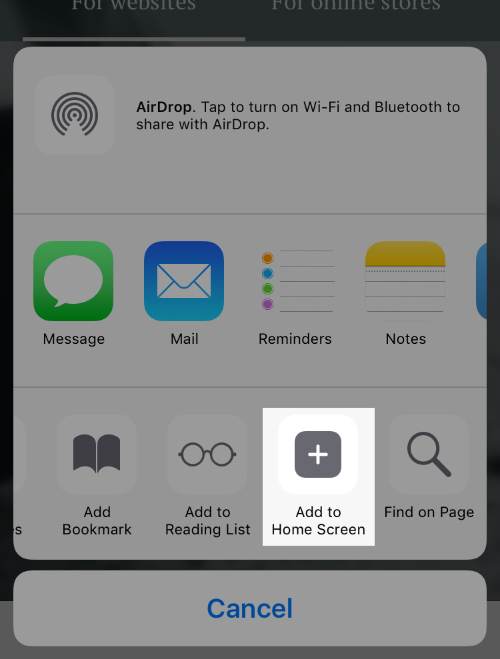 For websites For online stores
AirDrop. Tap to turn on Wi-Fi and Bluetooth to
share with AirDrop.
Message Mail Reminders Notes
Add
Bookmark
Add to
Reading List
Add to
Home Screen
Find on Page
Cancel